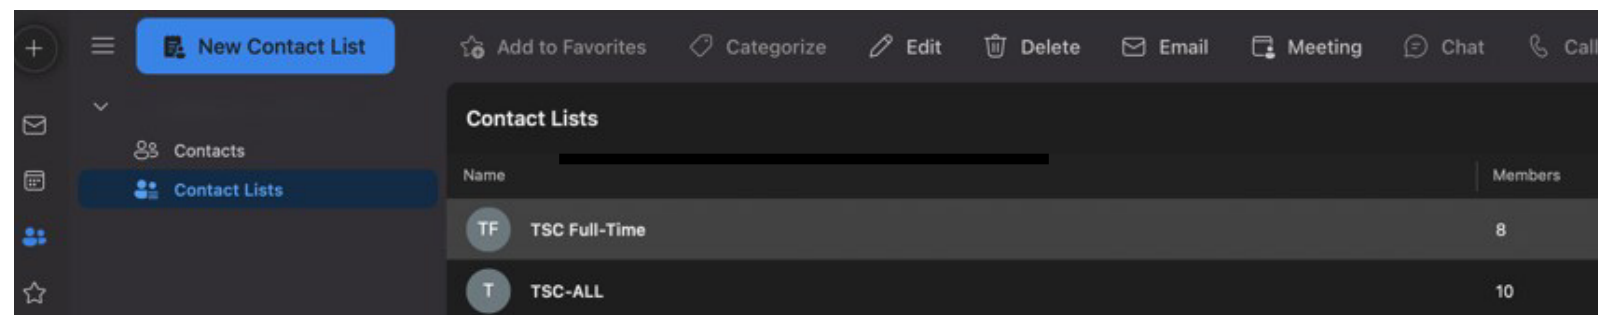 New Contact List Add to Favorites Categorize Edit Delete Email Meeting Chat Call
Contact Lists
Contacts
Contact Lists
Name Members
TF TSC Full-Time 8
T TSC-ALL 10